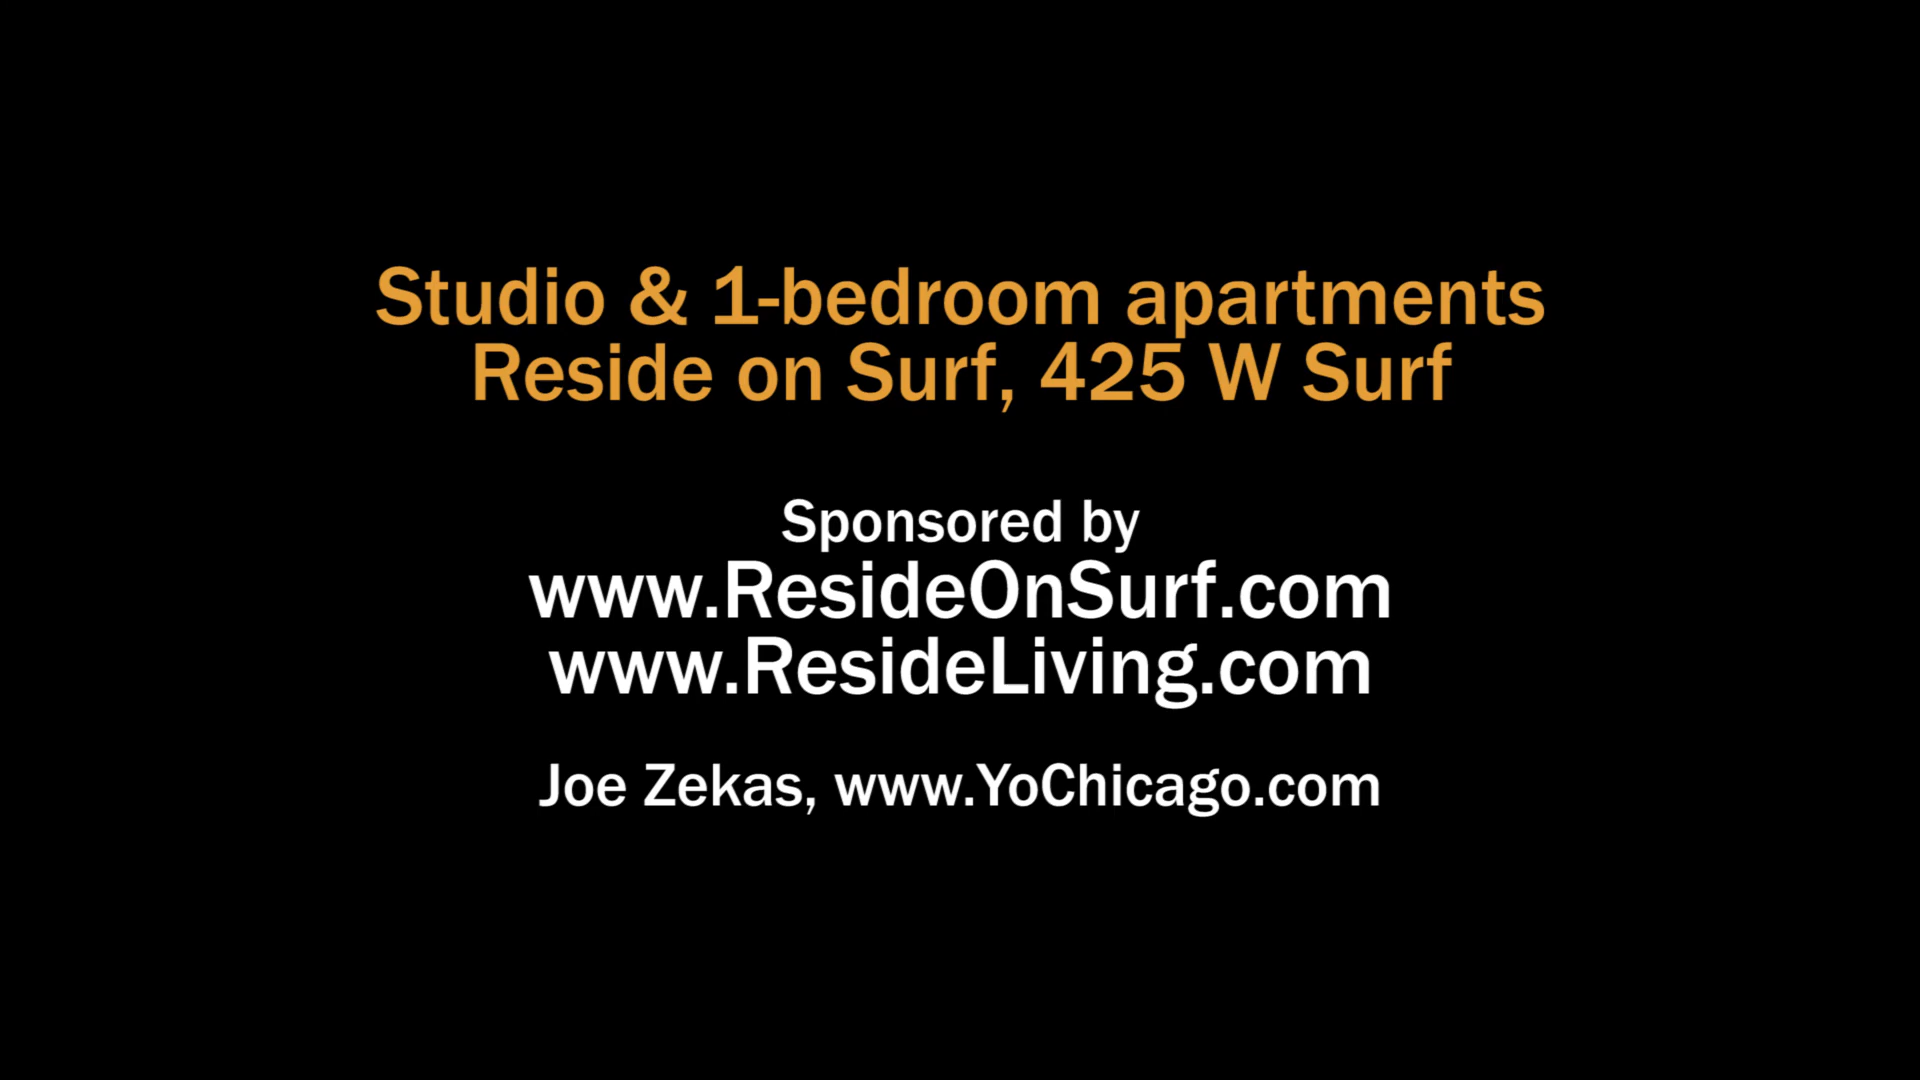 Studio & 1-bedroom apartments
Reside on Surf, 425 W Surf
Sponsored by
www.ResideOnSurf.com
www.ResideLiving.com
Joe Zekas, www.YoChicago.com